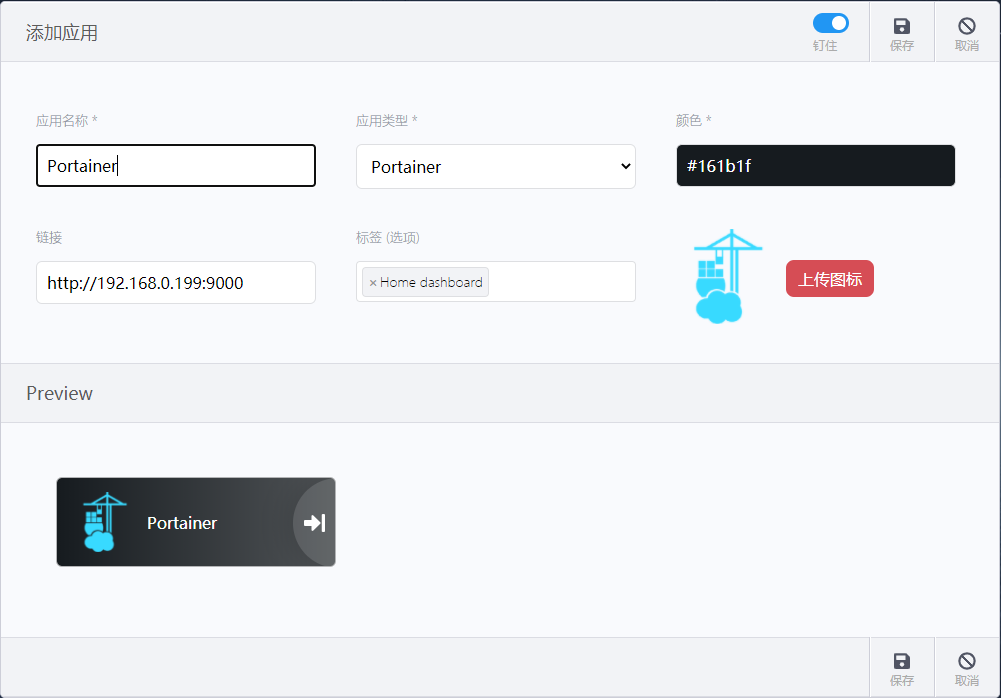 添加应用
钉住
保存
取消
应用名称 *
应用类型 *
颜色 *
Portainer
Portainer
#161b1f
链接
标签 (选项)
http://192.168.0.199:9000
×Home dashboard
上传图标
Preview
Portainer
保存
取消